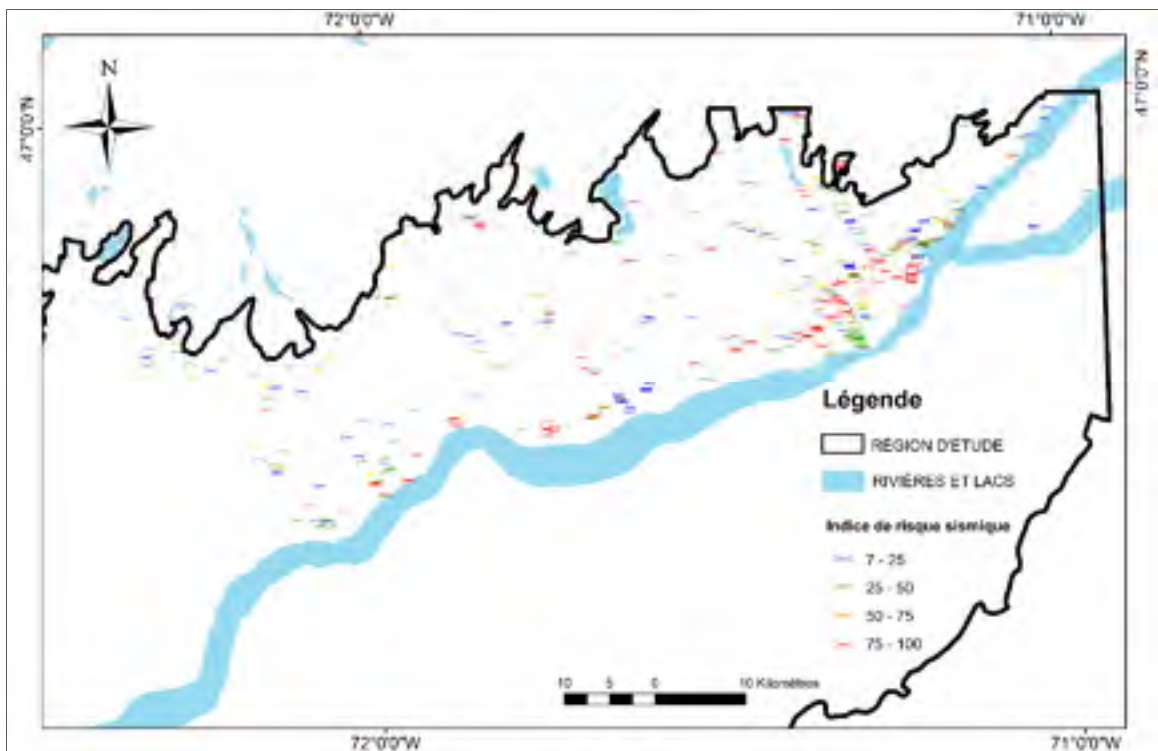 72°0'0"W
71°0'0"W
N
47°0'0"N
47°0'0"N
Légende
RÉGION D'ÉTUDE
RIVIÈRES ET LACS
Indice de risque sismique
7 - 25
25 - 50
50 - 75
75 - 100
10 5 0 10 Kilomètres
72°0'0"W
71°0'0"W